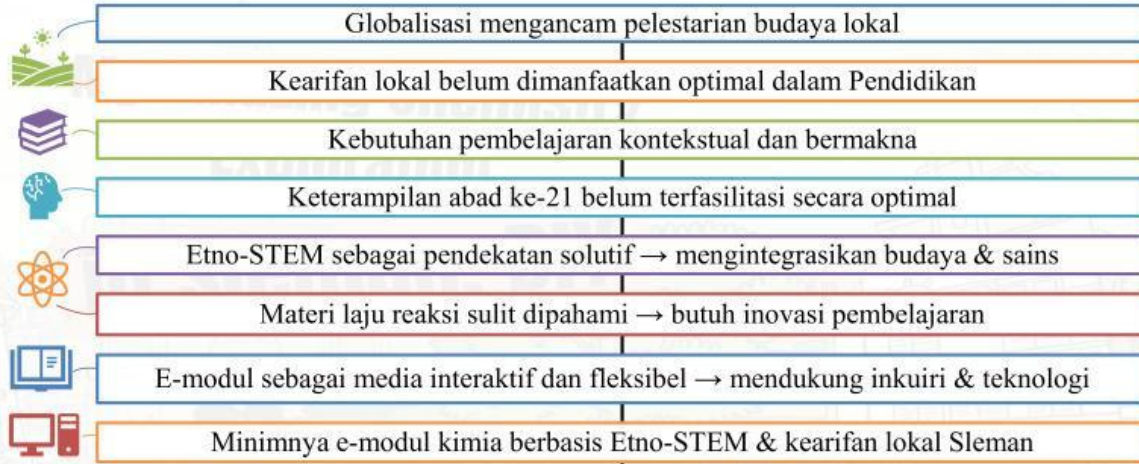 Globalisasi mengancam pelestarian budaya lokal
Kearifan lokal belum dimanfaatkan optimal dalam Pendidikan
Kebutuhan pembelajaran kontekstual dan bermakna
Keterampilan abad ke-21 belum terfasilitasi secara optimal
Etno-STEM sebagai pendekatan solutif → mengintegrasikan budaya & sains
Materi laju reaksi sulit dipahami → butuh inovasi pembelajaran
E-modul sebagai media interaktif dan fleksibel → mendukung inkuiri & teknologi
Minimnya e-modul kimia berbasis Etno-STEM & kearifan lokal Sleman